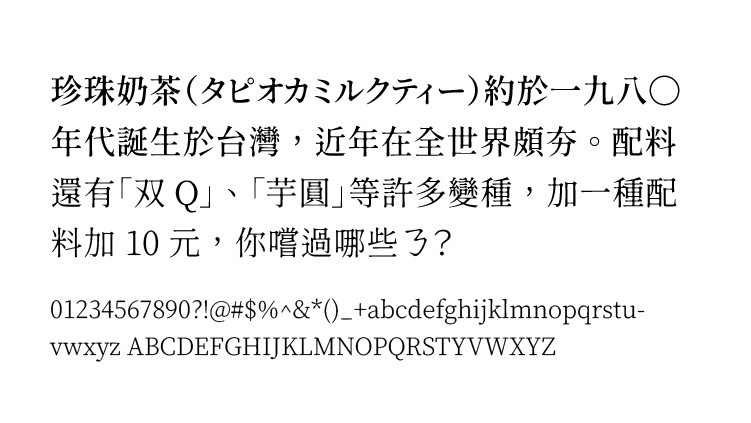 珍珠奶茶（タピオカミルクティー）約於一九八〇
年代誕生於台灣，近年在全世界頗夯。配料
還有「双 Q」、「芋圓」等許多變種，加一種配
料加 10 元，你嚐過哪些ㄋ？
01234567890?!@#$%^&*()_+abcdefghijklmnopqrstu-
vwxyz ABCDEFGHIJKLMNOPQRSTYVWXYZ